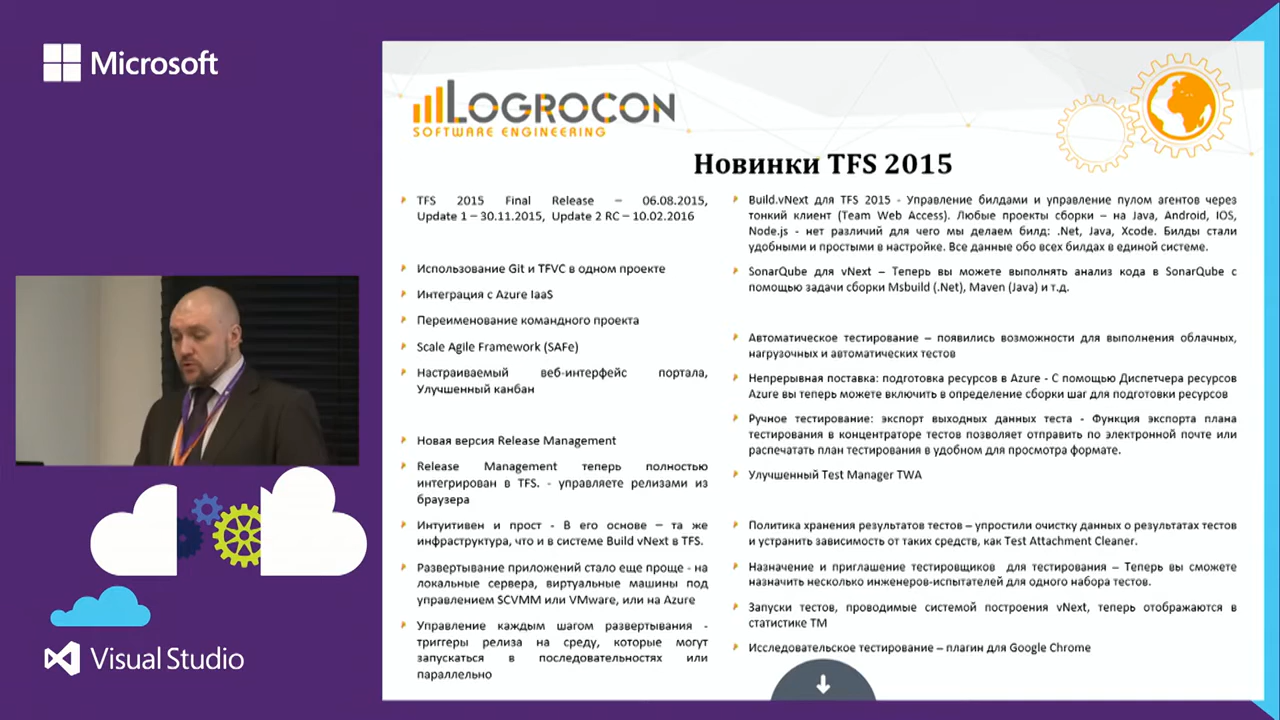 Microsoft
LOGROCON
SOFTWARE ENGINEERING
Новинки TFS 2015
TFS 2015 Final Release – 06.08.2015,
Update 1 – 30.11.2015, Update 2 RC – 10.02.2016
Использование Git и TFVC в одном проекте
Интеграция с Azure IaaS
Переименование командного проекта
Scale Agile Framework (SAFe)
Настраиваемый веб-интерфейс портала,
Улучшенный канбан
Новая версия Release Management
Release Management теперь полностью
интегрирован в TFS. - управляете релизами из
браузера
Интуитивен и прост - В его основе – та же
инфраструктура, что и в системе Build vNext в TFS.
Развертывание приложений стало еще проще - на
локальные сервера, виртуальные машины под
управлением SCVMM или VMware, или на Azure
Управление каждым шагом развертывания -
триггеры релиза на среду, которые могут
запускаться в последовательностях или
параллельно
Build.vNext для TFS 2015 - Управление билдами и управление пулом агентов через
тонкий клиент (Team Web Access). Любые проекты сборки – на Java, Android, IOS,
Node.js - нет различий для чего мы делаем билд: .Net, Java, Xcode. Билды стали
удобными и простыми в настройке. Все данные обо всех билдах в единой системе.
SonarQube для vNext – Теперь вы можете выполнять анализ кода в SonarQube с
помощью задачи сборки Msbuild (.Net), Maven (Java) и т.д.
Автоматическое тестирование – появились возможности для выполнения облачных,
нагрузочных и автоматических тестов
Непрерывная поставка: подготовка ресурсов в Azure - С помощью Диспетчера ресурсов
Azure вы теперь можете включить в определение сборки шаг для подготовки ресурсов
Ручное тестирование: экспорт выходных данных теста - Функция экспорта плана
тестирования в концентраторе тестов позволяет отправить по электронной почте или
распечатать план тестирования в удобном для просмотра формате.
Улучшенный Test Manager TWA
Политика хранения результатов тестов – упростили очистку данных о результатах тестов
и устранить зависимость от таких средств, как Test Attachment Cleaner.
Назначение и приглашение тестировщиков для тестирования – Теперь вы сможете
назначить несколько инженеров-испытателей для одного набора тестов.
Запуски тестов, проводимые системой построения vNext, теперь отображаются в
статистике TM
Исследовательское тестирование – плагин для Google Chrome
Visual Studio